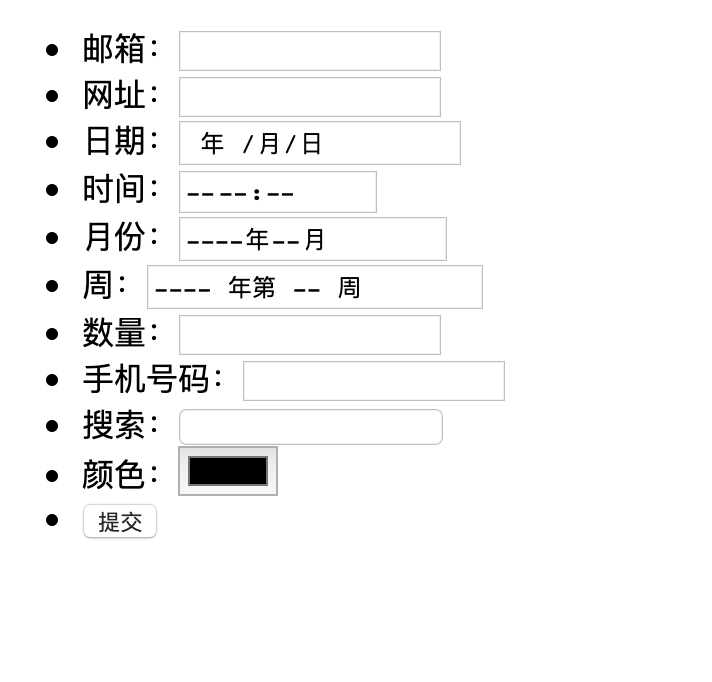 邮箱：
网址：
日期： 年 /月/日
时间： ----:--
月份： ----年--月
周： ---- 年第 -- 周
数量：
手机号码：
搜索：
颜色：
提交